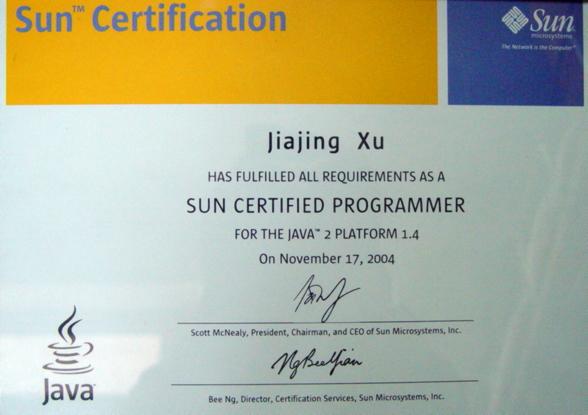 Sun™ Certification
Sun
microsystems
The Network is the Computer™
Jiajing Xu
HAS FULFILLED ALL REQUIREMENTS AS A
SUN CERTIFIED PROGRAMMER
FOR THE JAVA™ 2 PLATFORM 1.4
On November 17, 2004
Scott McNealy, President, Chairman, and CEO of Sun Microsystems, Inc.
Bee Ng, Director, Certification Services, Sun Microsystems, Inc.
Java